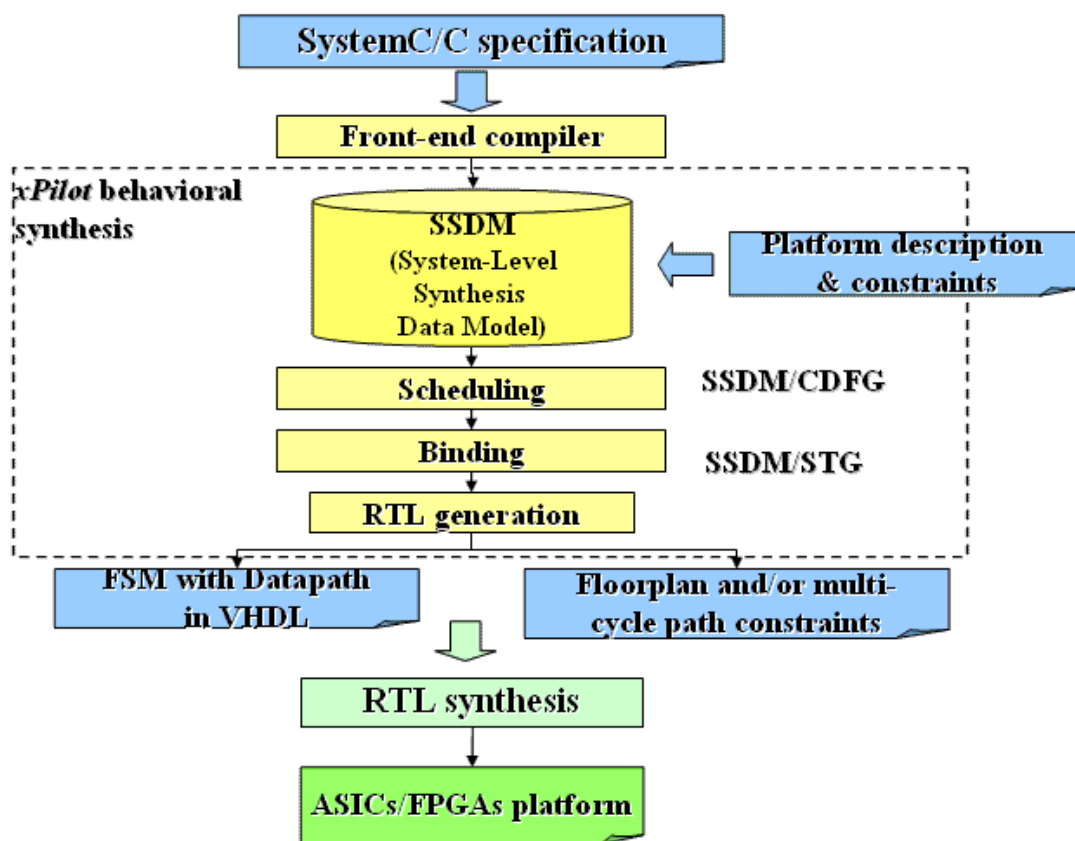 SystemC/C specification
Front-end compiler
xPilot behavioral
synthesis
SSDM
(System-Level
Synthesis
Data Model)
Platform description
& constraints
Scheduling
SSDM/CDFG
Binding
SSDM/STG
RTL generation
FSM with Datapath
in VHDL
Floorplan and/or multi-
cycle path constraints
RTL synthesis
ASICs/FPGAs platform